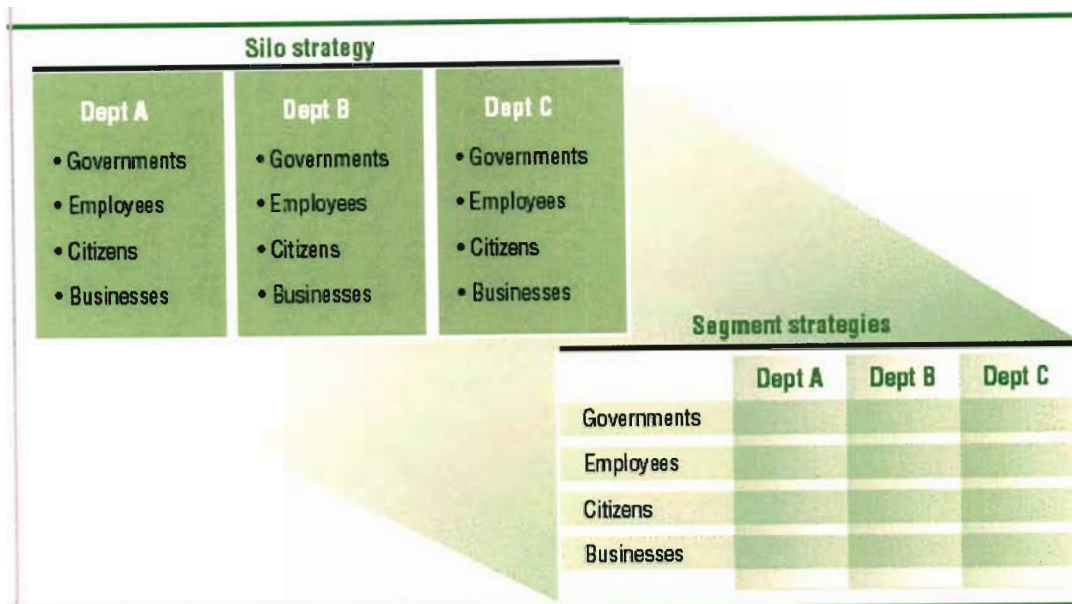 Silo strategy
Dept A
• Governments
• Employees
• Citizens
• Businesses
Dept B
• Governments
• Employees
• Citizens
• Businesses
Dept C
• Governments
• Employees
• Citizens
• Businesses
Segment strategies
Dept A Dept B Dept C
Governments
Employees
Citizens
Businesses